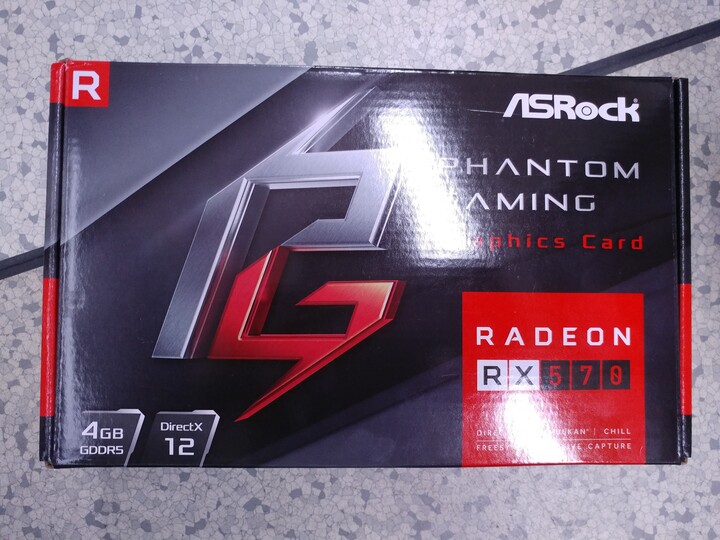 R
ASRock
PHANTOM
AMING
phics Card
RADEON
RX 570
4GB
GDDR5
DirectX
12
CHILL
CAPTURE